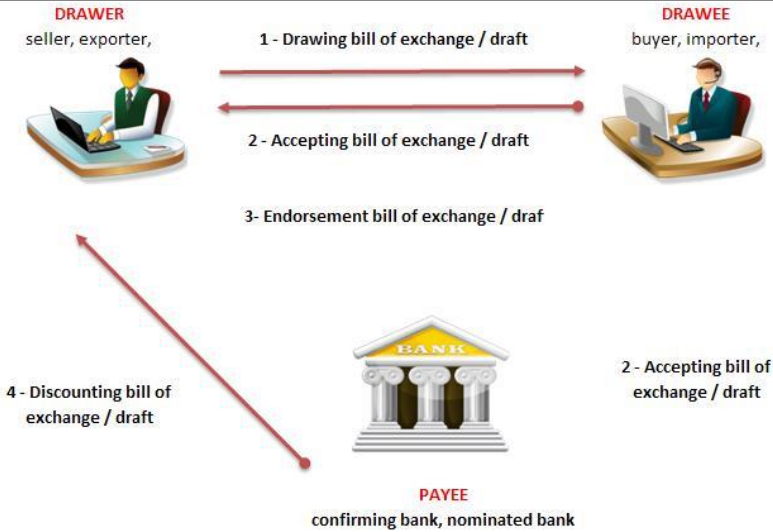 DRAWER
seller, exporter,
1 - Drawing bill of exchange / draft
DRAWEE
buyer, importer,
2 - Accepting bill of exchange / draft
3- Endorsement bill of exchange / draf
BANK
4 - Discounting bill of
exchange / draft
2 - Accepting bill of
exchange / draft
PAYEE
confirming bank, nominated bank